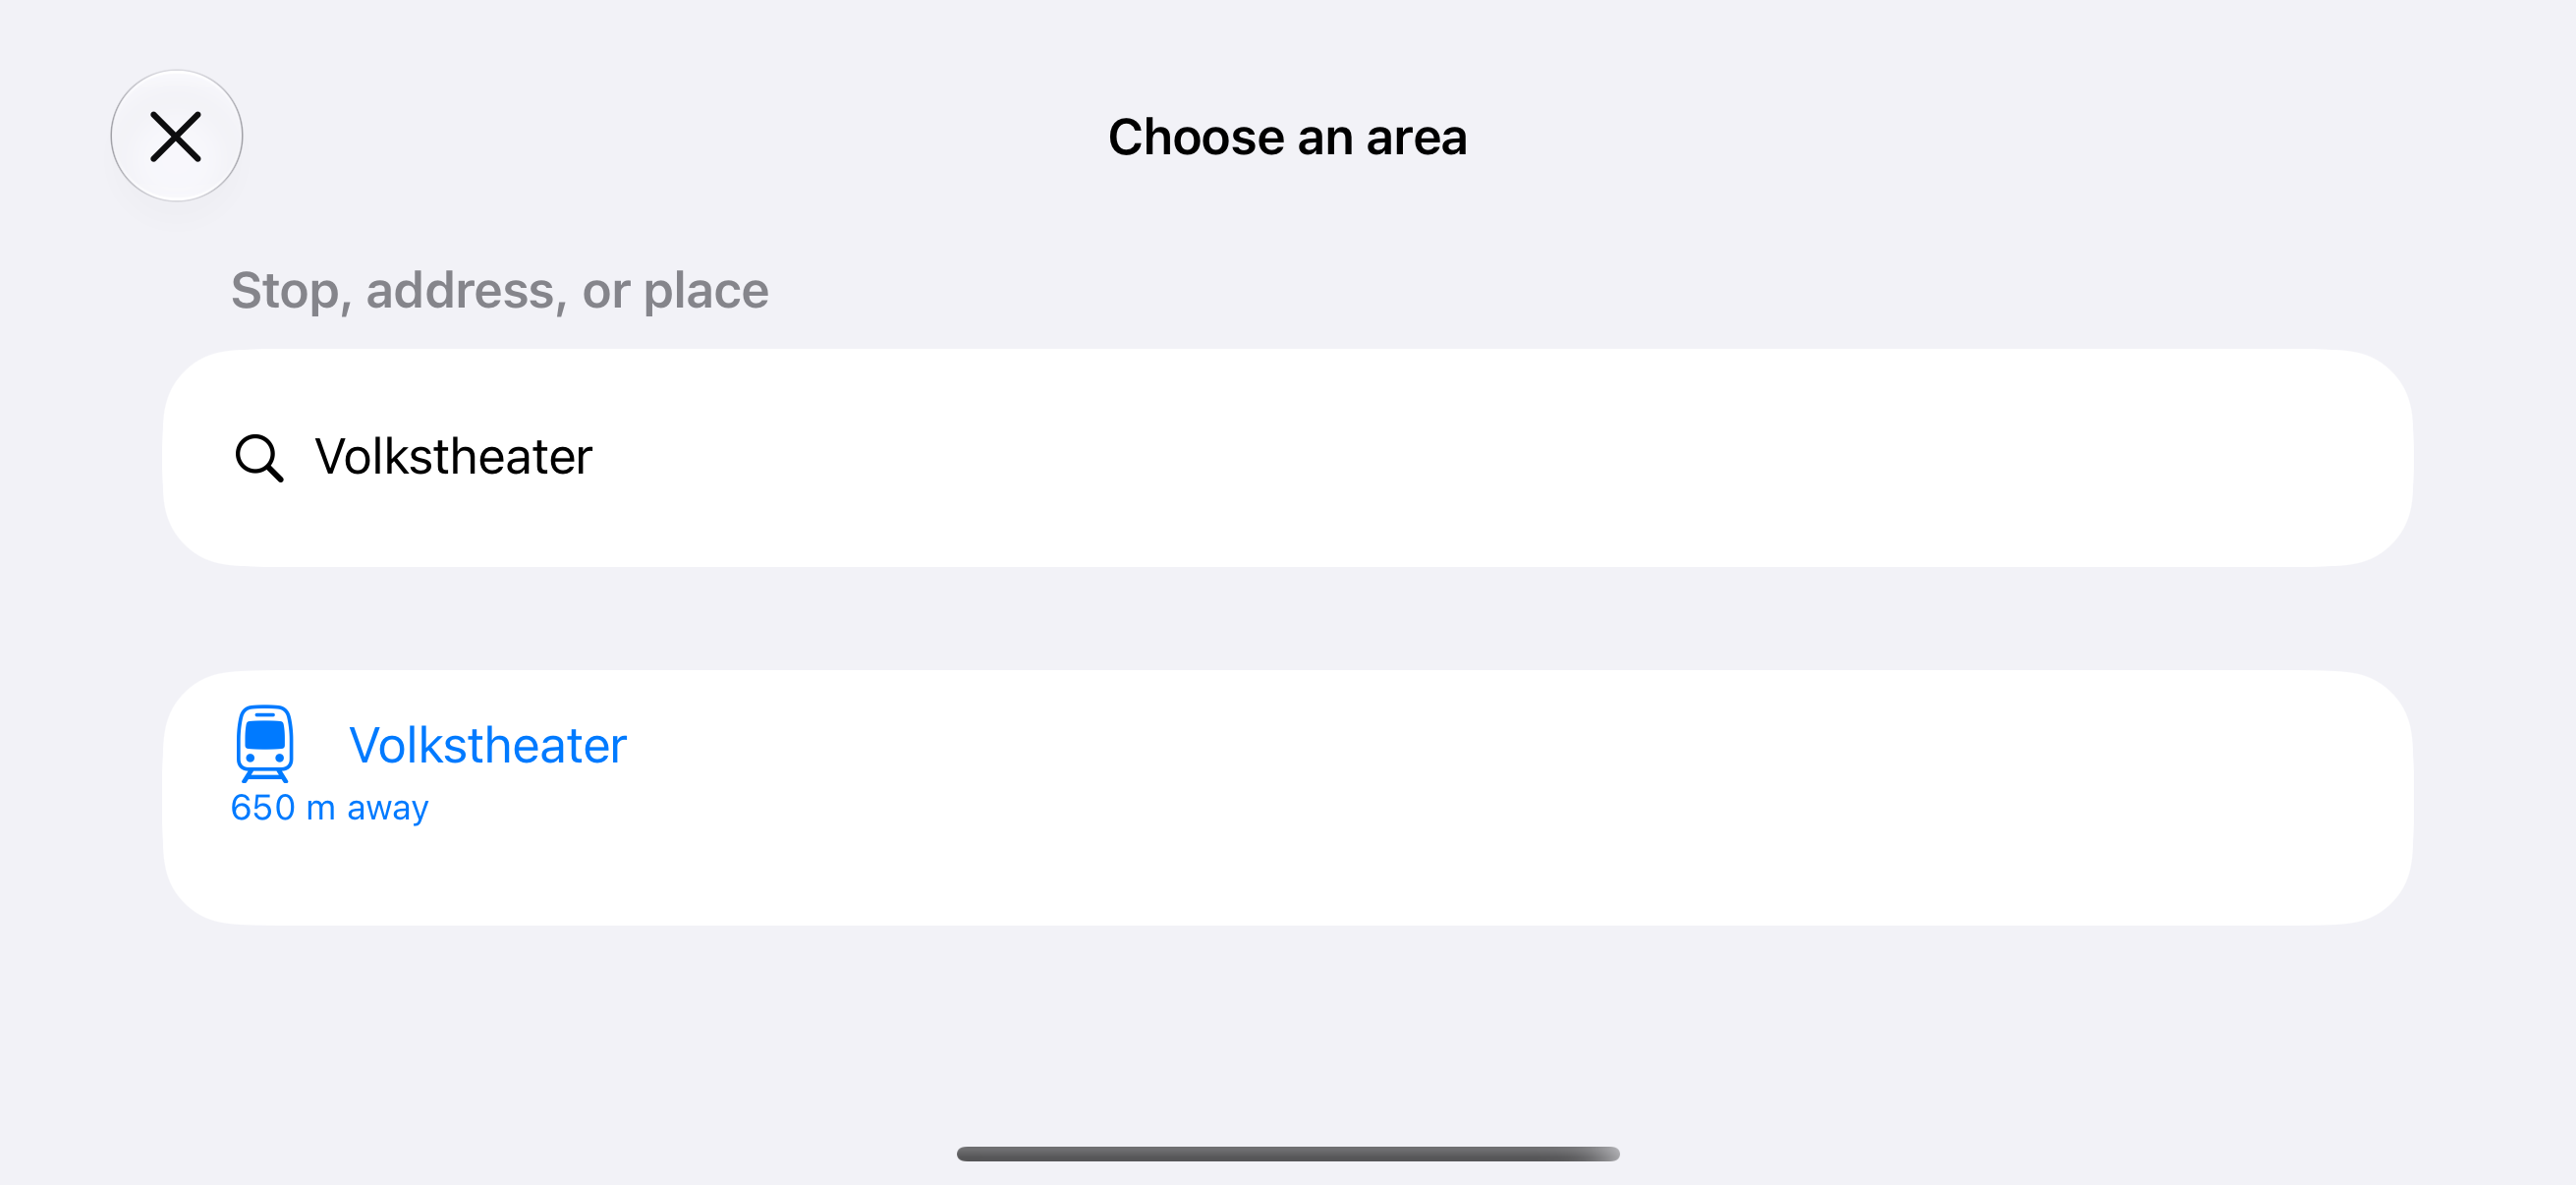 Choose an area
Stop, address, or place
Volkstheater
Volkstheater
650 m away